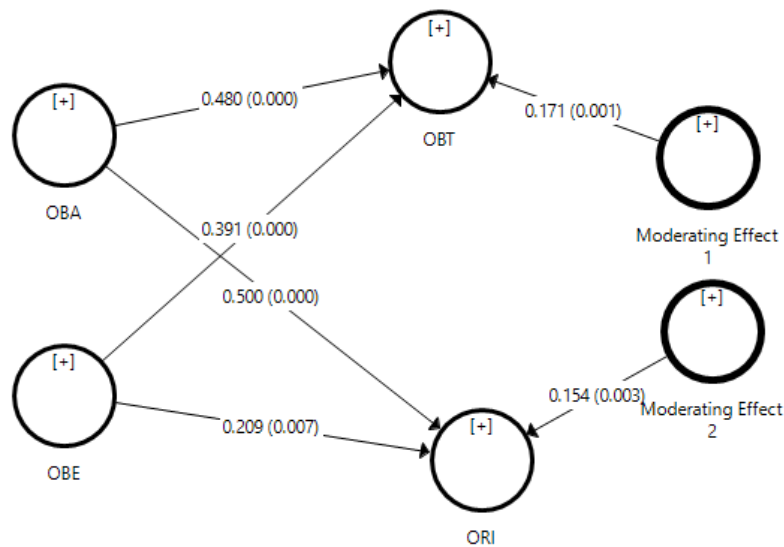 [+]
OBT
[+]
OBA
0.480 (0.000)
0.171 (0.001)
[+]
Moderating Effect
1
0.391 (0.000)
0.500 (0.000)
[+]
OBE
0.209 (0.007)
[+]
Moderating Effect
2
0.154 (0.003)
[+]
ORI